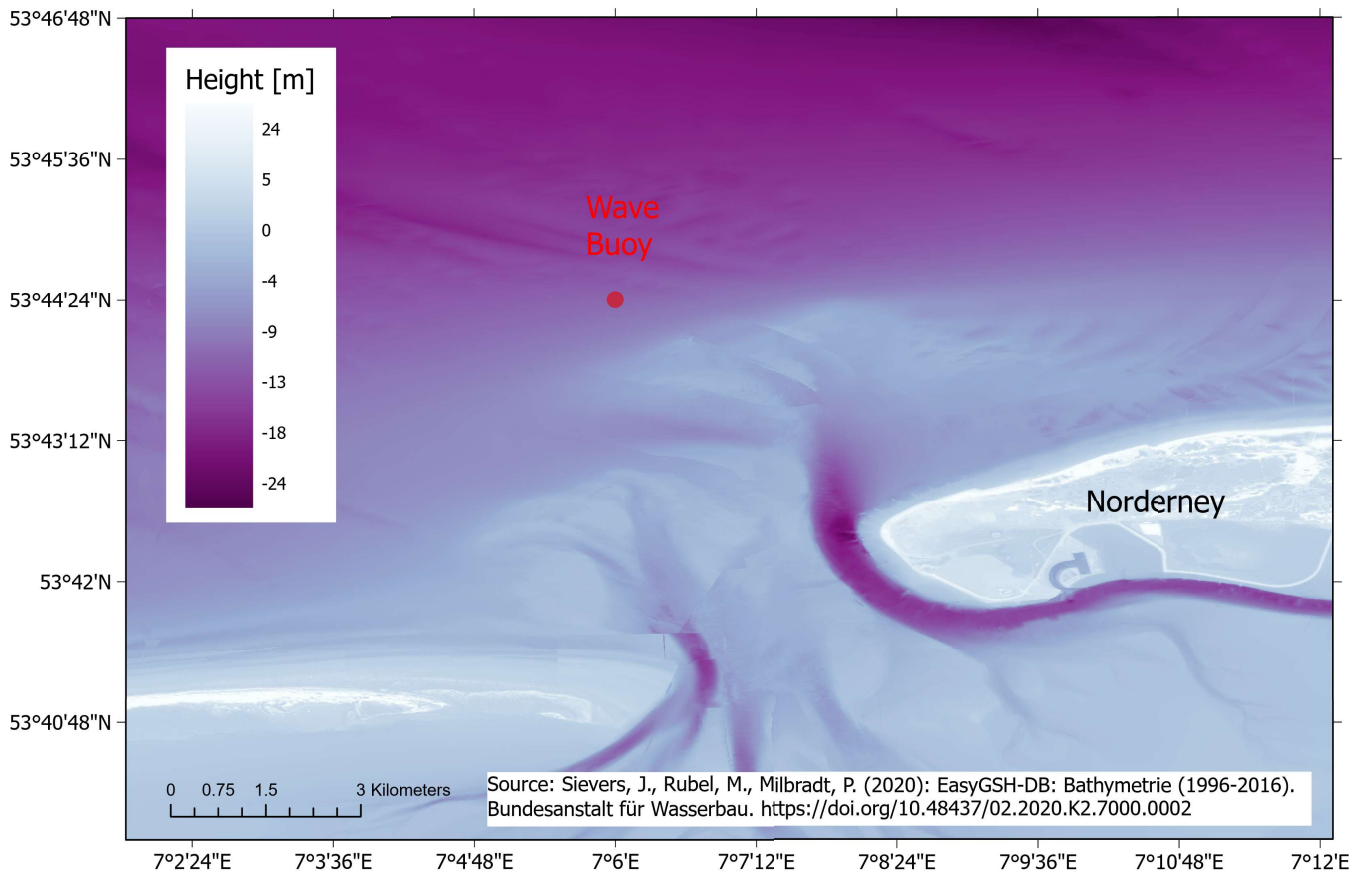 53°46'48"N
Height [m]
24
5
0
-4
-9
-13
-18
-24
53°45'36"N
Wave
Buoy
53°44'24"N
53°43'12"N
Norderney
53°42'N
53°40'48"N
0 0.75 1.5 3 Kilometers
Source: Sievers, J., Rubel, M., Milbradt, P. (2020): EasyGSH-DB: Bathymetrie (1996-2016).
Bundesanstalt für Wasserbau. https://doi.org/10.48437/02.2020.K2.7000.0002
7°2'24"E 7°3'36"E 7°4'48"E 7°6'E 7°7'12"E 7°8'24"E 7°9'36"E 7°10'48"E 7°12'E